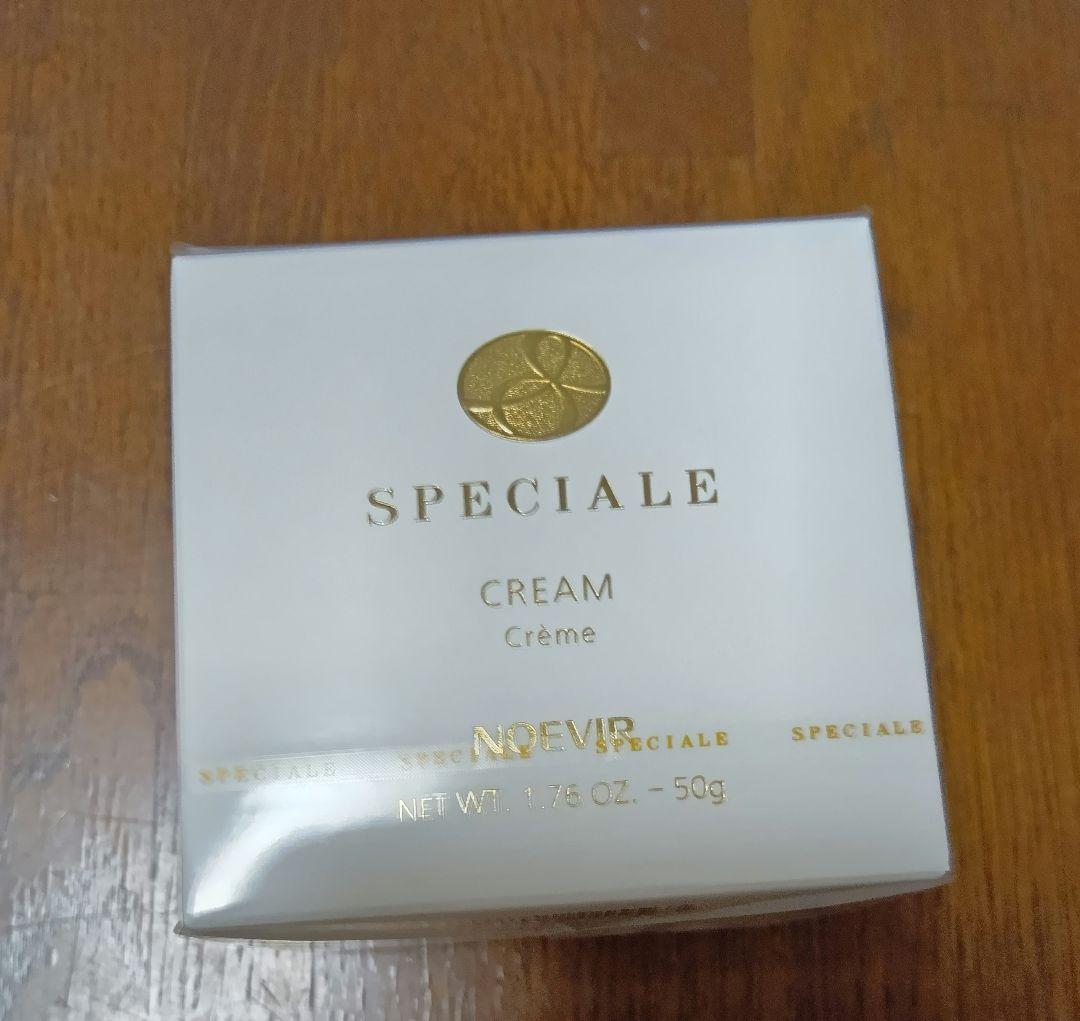 SPECIALE
CREAM
Crème
NOEVIR
SPECIALE SPECIALE SPECIALE SPECIALE
NET WT. 1.76 OZ. - 50g